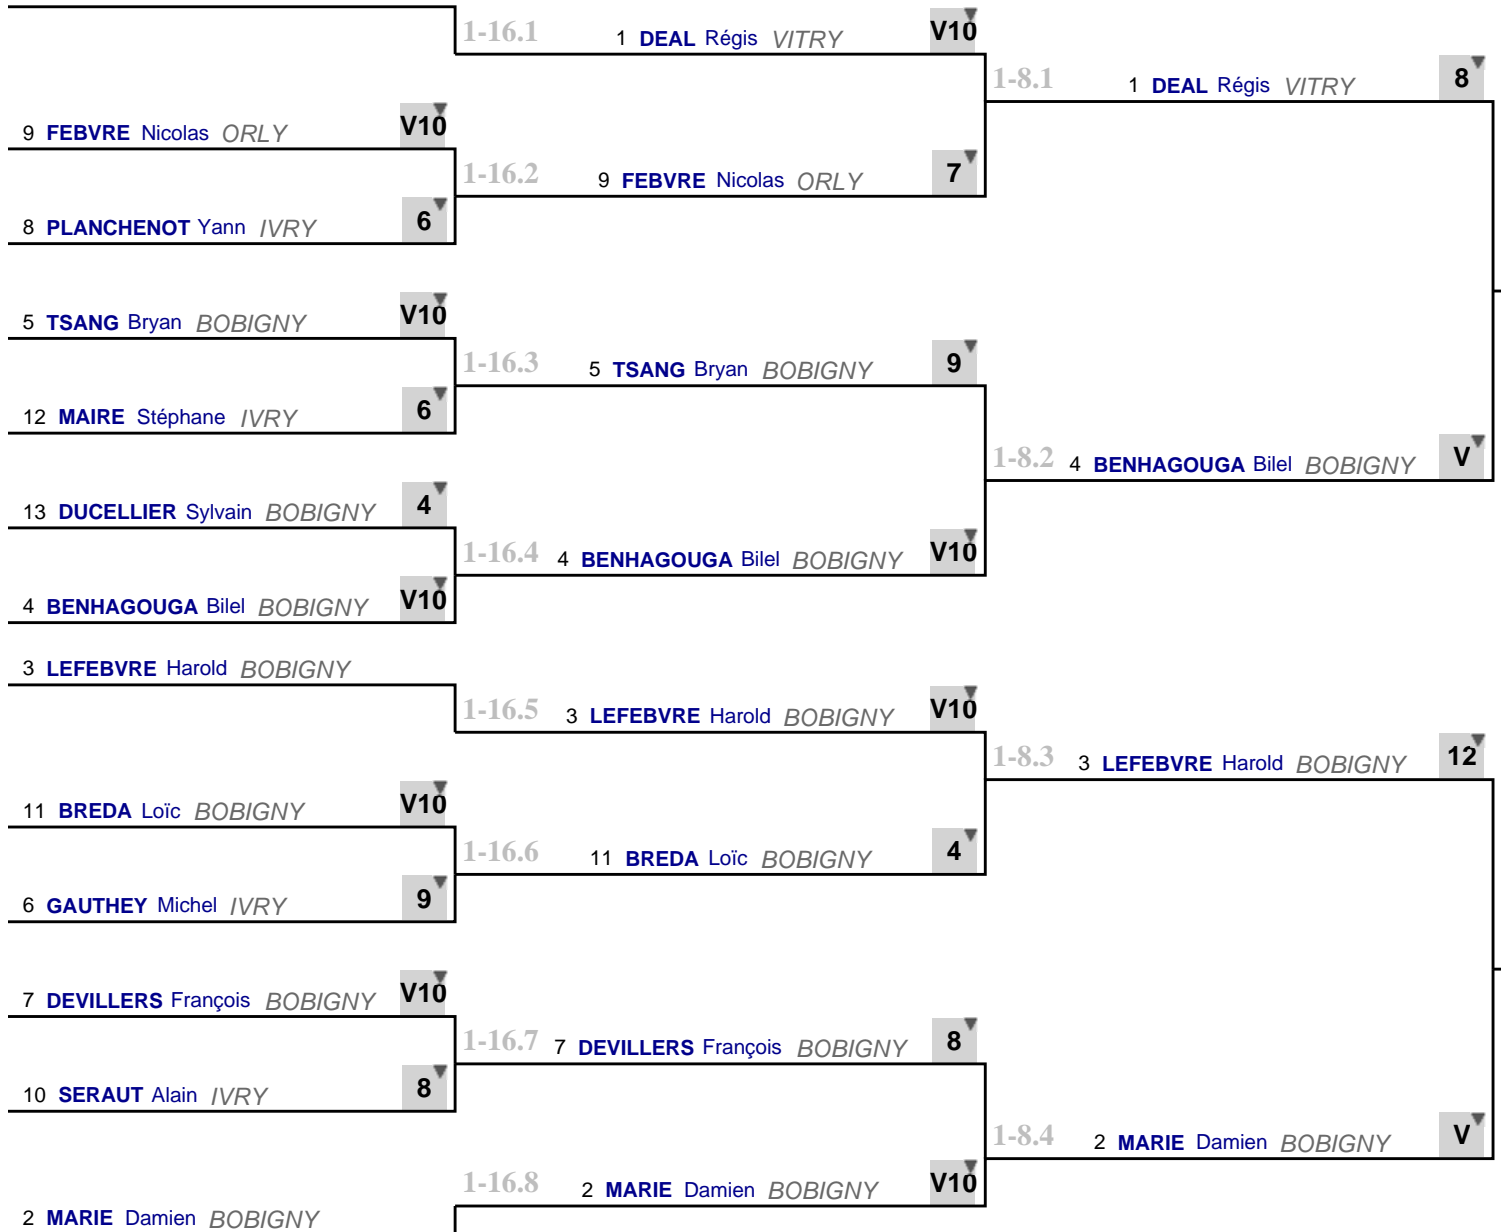 1-16.1 1 DEAL Régis VITRY V10
1-8.1 1 DEAL Régis VITRY 8
9 FEBVRE Nicolas ORLY V10
1-16.2 9 FEBVRE Nicolas ORLY 7
8 PLANCHENOT Yann IVRY 6
5 TSANG Bryan BOBIGNY V10
1-16.3 5 TSANG Bryan BOBIGNY 9
12 MAIRE Stéphane IVRY 6
1-8.2 4 BENHAGOUGA Bilel BOBIGNY V
13 DUCELLIER Sylvain BOBIGNY 4
1-16.4 4 BENHAGOUGA Bilel BOBIGNY V10
4 BENHAGOUGA Bilel BOBIGNY V10
3 LEFEBVRE Harold BOBIGNY
1-16.5 3 LEFEBVRE Harold BOBIGNY V10
1-8.3 3 LEFEBVRE Harold BOBIGNY 12
11 BREDA Loïc BOBIGNY V10
1-16.6 11 BREDA Loïc BOBIGNY 4
6 GAUTHEY Michel IVRY 9
7 DEVILLERS François BOBIGNY V10
1-16.7 7 DEVILLERS François BOBIGNY 8
10 SERAUT Alain IVRY 8
1-8.4 2 MARIE Damien BOBIGNY V
1-16.8 2 MARIE Damien BOBIGNY V10
2 MARIE Damien BOBIGNY